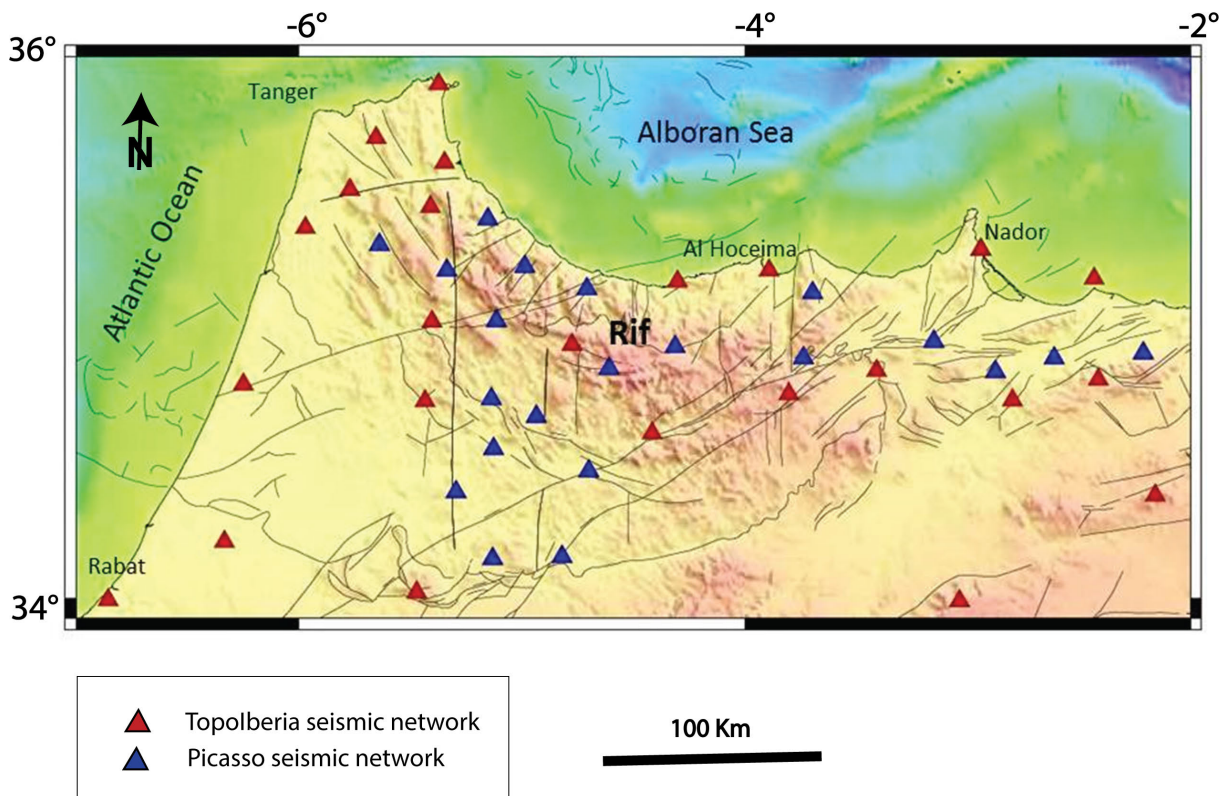 -6°
-4°
-2°
36°
Tanger
Alboran Sea
N
Atlantic Ocean
Nador
Al Hoceima
Rif
Rabat
34°
TopoIberia seismic network
Picasso seismic network
100 Km